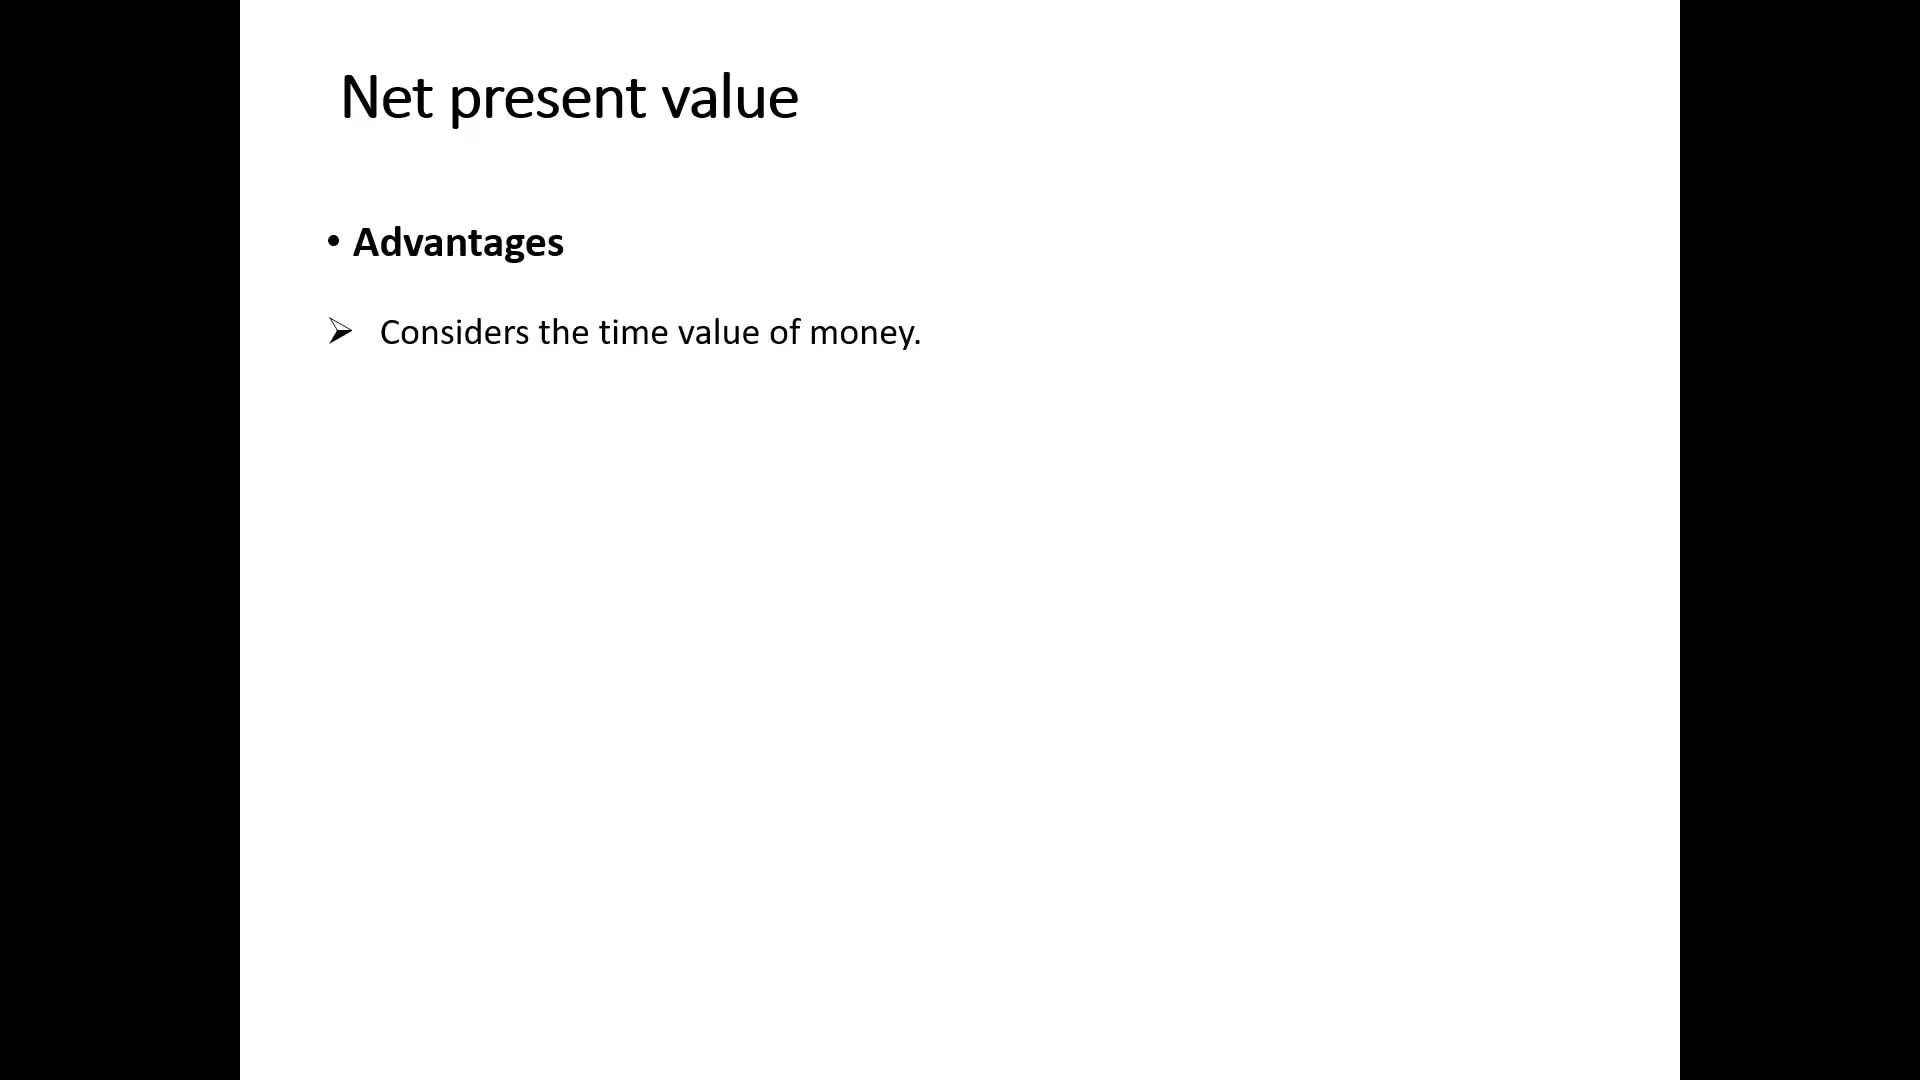 Net present value
• Advantages
➢ Considers the time value of money.